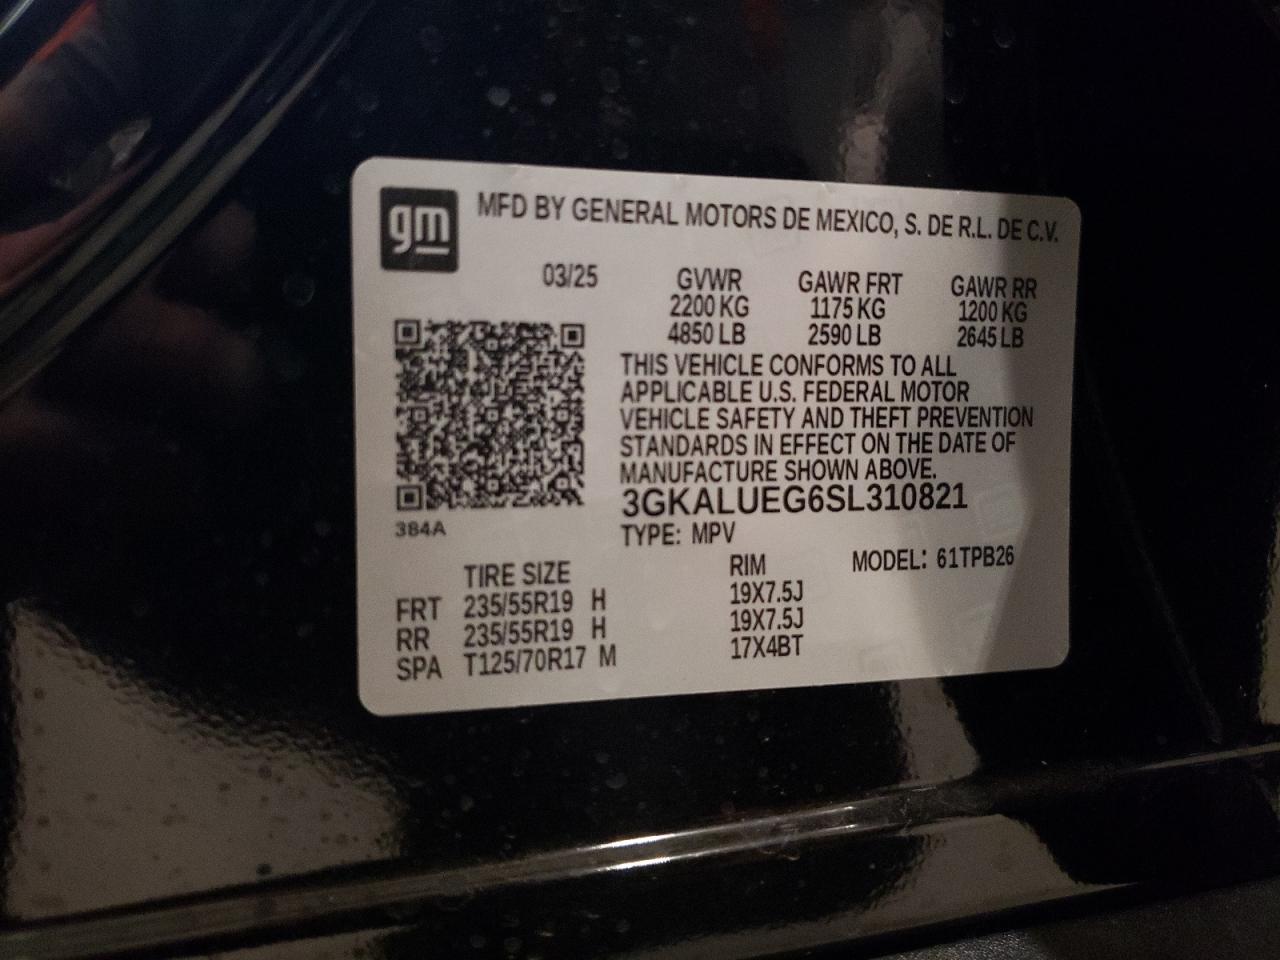 gm
MFD BY GENERAL MOTORS DE MEXICO, S. DE R.L. DE C.V.
03/25 GVWR GAWR FRT GAWR RR
2200 KG 1175 KG 1200 KG
4850 LB 2590 LB 2645 LB
THIS VEHICLE CONFORMS TO ALL
APPLICABLE U.S. FEDERAL MOTOR
VEHICLE SAFETY AND THEFT PREVENTION
STANDARDS IN EFFECT ON THE DATE OF
MANUFACTURE SHOWN ABOVE.
3GKALUEG6SL310821
384A
TYPE: MPV
TIRE SIZE RIM MODEL: 61TPB26
FRT 235/55R19 H 19X7.5J
RR 235/55R19 H 19X7.5J
SPA T125/70R17 M 17X4BT